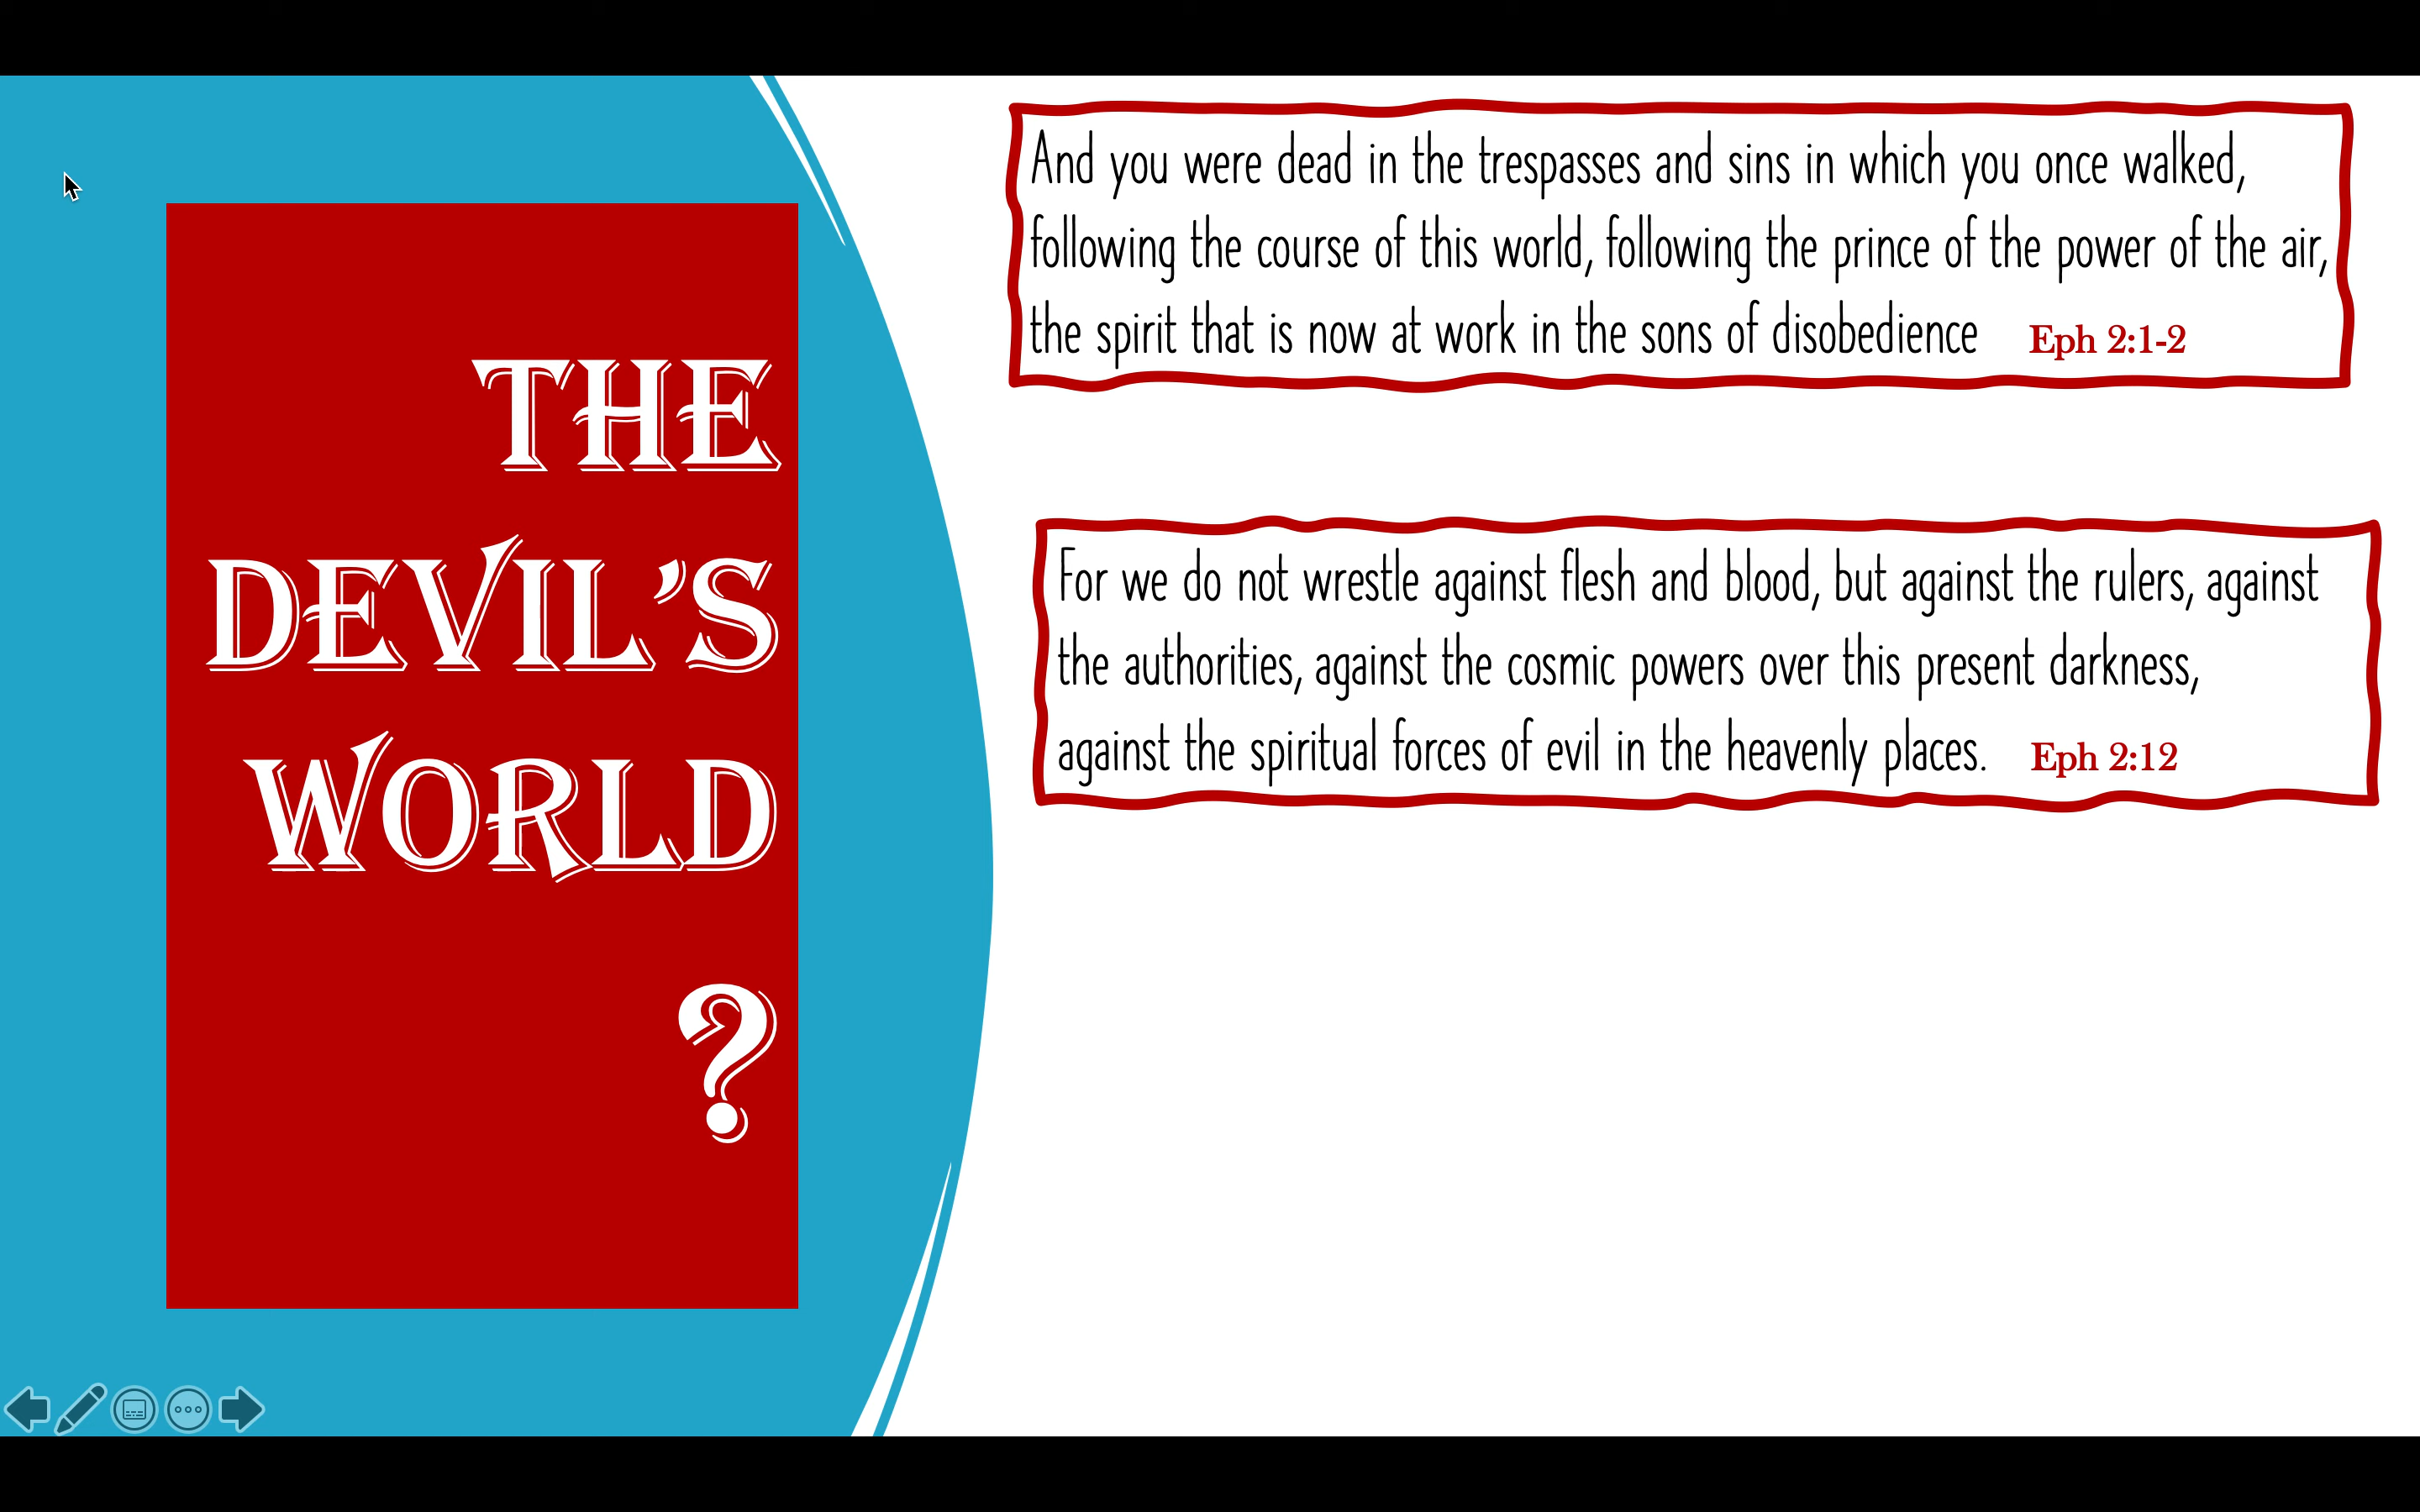 THE
DEVIL’S
WORLD
?
And you were dead in the trespasses and sins in which you once walked,
following the course of this world, following the prince of the power of the air,
the spirit that is now at work in the sons of disobedience Eph 2:1-2
For we do not wrestle against flesh and blood, but against the rulers, against
the authorities, against the cosmic powers over this present darkness,
against the spiritual forces of evil in the heavenly places. Eph 2:12